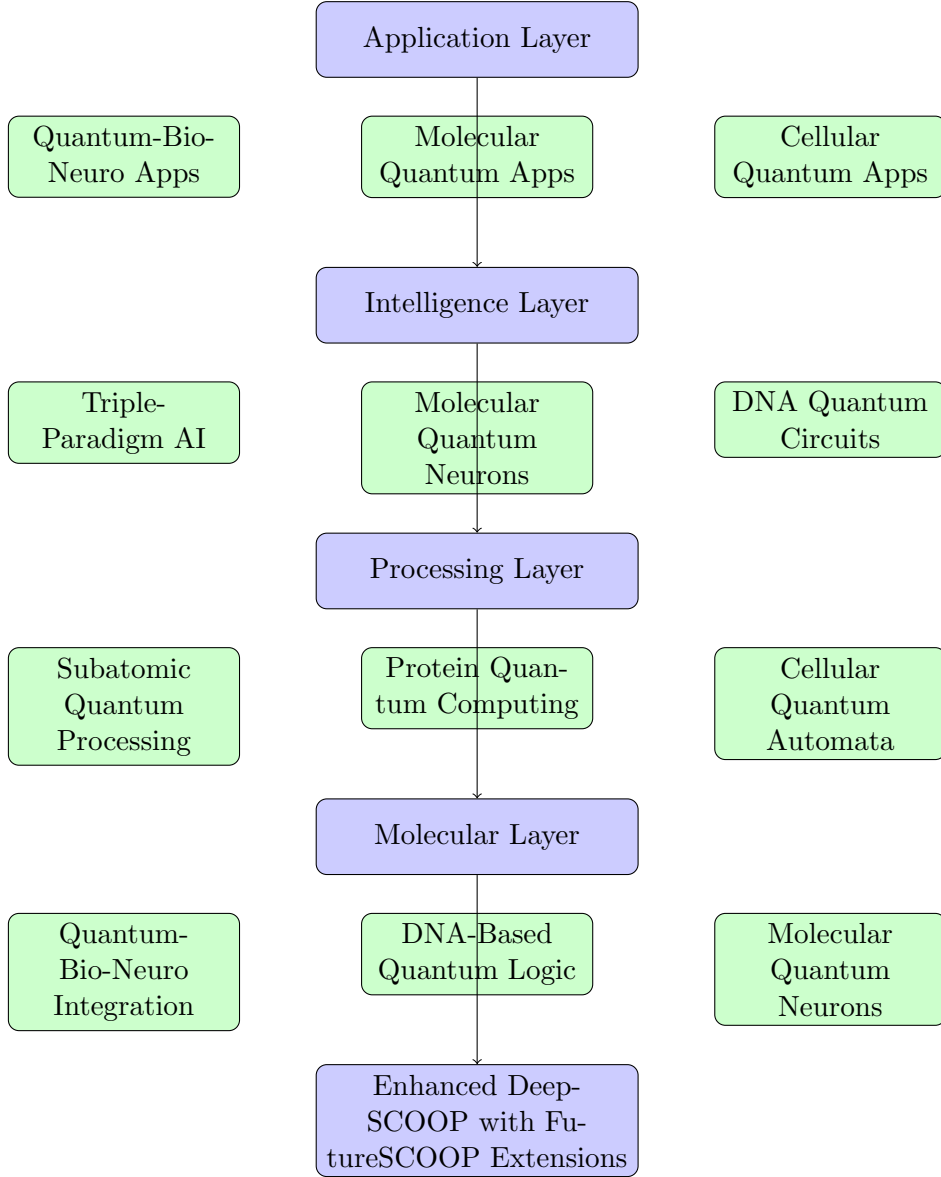 Application Layer
Quantum-Bio-
Neuro Apps
Molecular
Quantum Apps
Cellular
Quantum Apps
Intelligence Layer
Triple-
Paradigm AI
Molecular
Quantum
Neurons
DNA Quantum
Circuits
Processing Layer
Subatomic
Quantum
Processing
Protein Quan-
tum Computing
Cellular
Quantum
Automata
Molecular Layer
Quantum-
Bio-Neuro
Integration
DNA-Based
Quantum Logic
Molecular
Quantum
Neurons
Enhanced Deep-
SCOOP with Fu-
tureSCOOP Extensions